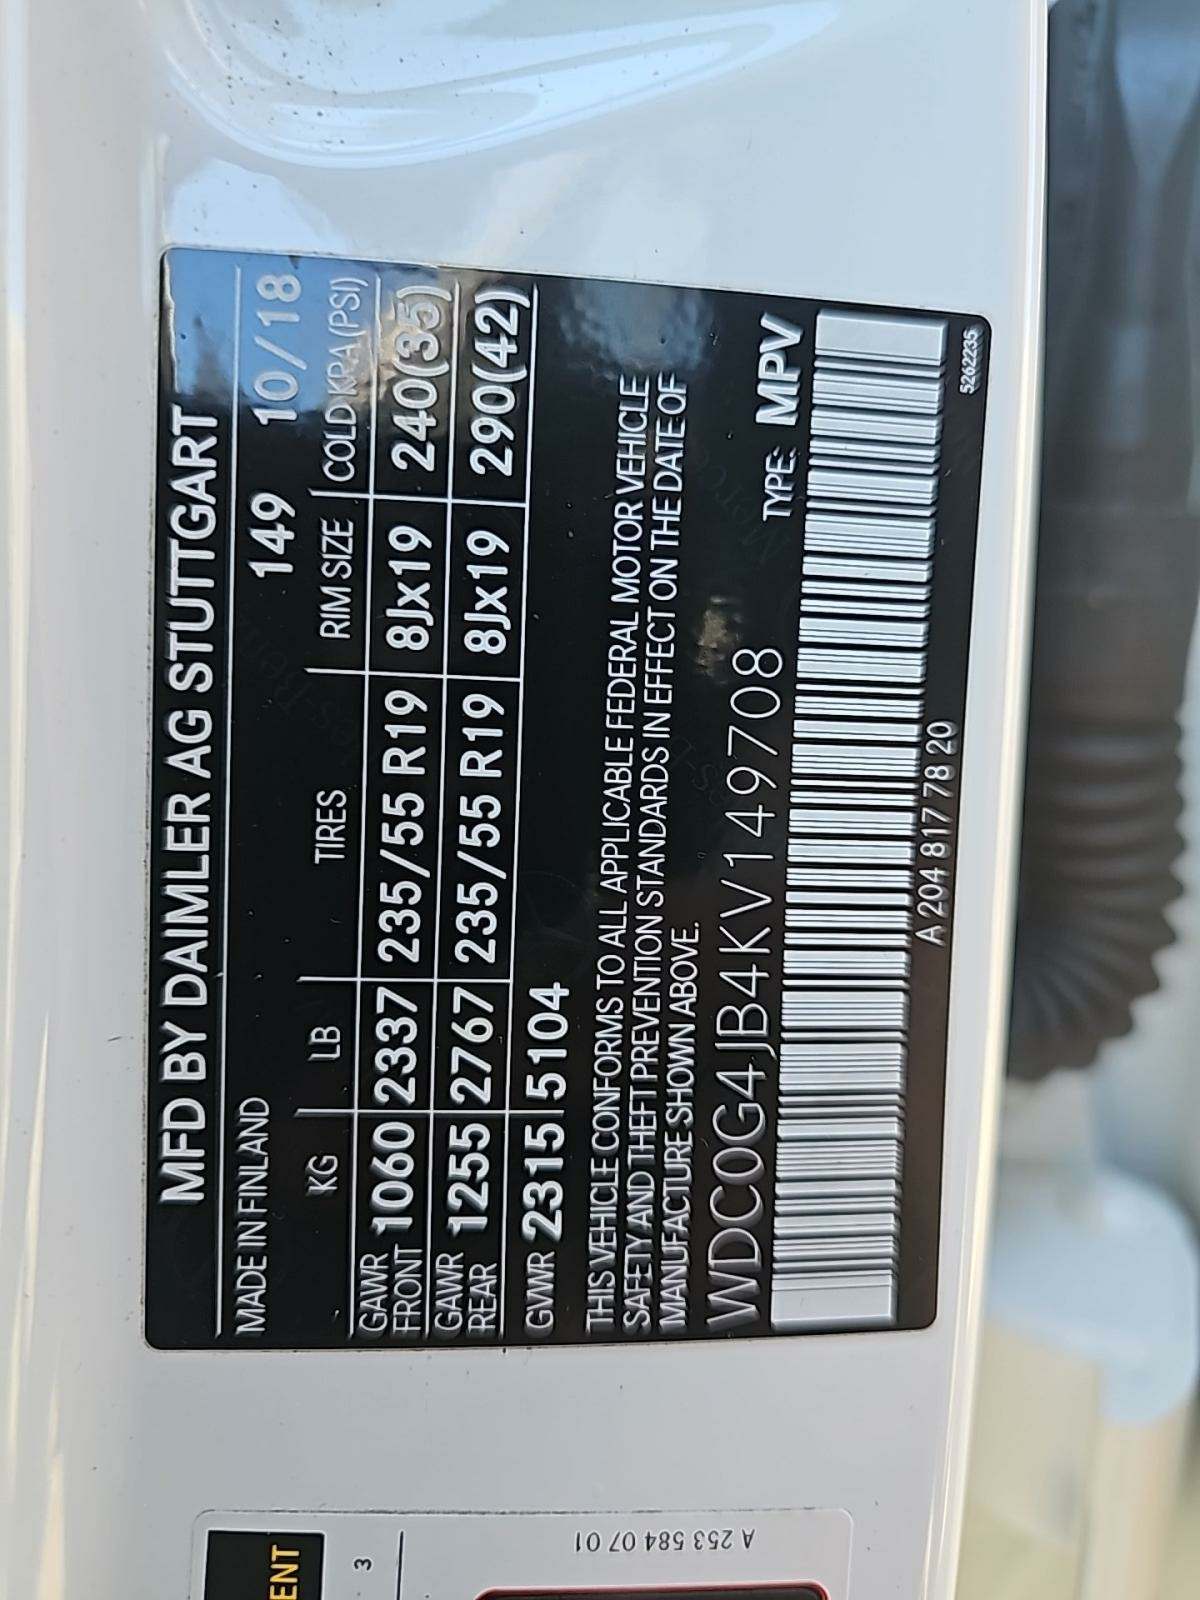 MFD BY DAIMLER AG STUTTGART
MADE IN FINLAND 149 10/18
KG LB TIRES RIM SIZE COLD KPA (PSI)
GAWR FRONT 1060 2337 235/55 R19 8Jx19 240(35)
GAWR REAR 1255 2767 235/55 R19 8Jx19 290(42)
GVWR 2315 5104
THIS VEHICLE CONFORMS TO ALL APPLICABLE FEDERAL MOTOR VEHICLE
SAFETY AND THEFT PREVENTION STANDARDS IN EFFECT ON THE DATE OF
MANUFACTURE SHOWN ABOVE.
WDC0G4JB4KV149708 TYPE: MPV
A 204 817 78 20 5262235
A 253 584 07 01
3